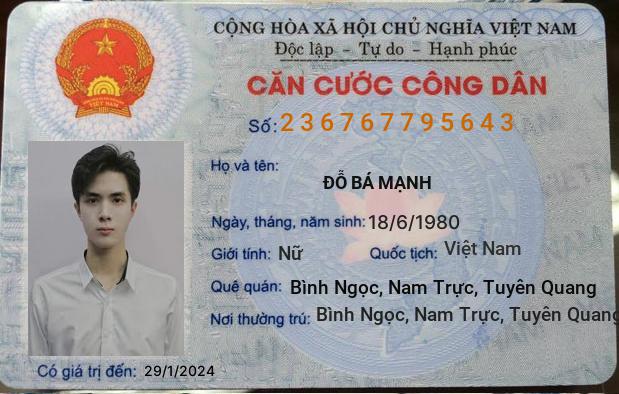 CỘNG HÒA XÃ HỘI CHỦ NGHĨA VIỆT NAM
Độc lập - Tự do - Hạnh phúc
CĂN CƯỚC CÔNG DÂN
Số: 236767795643
Họ và tên:
ĐỖ BÁ MẠNH
Ngày, tháng, năm sinh: 18/6/1980
Giới tính: Nữ Quốc tịch: Việt Nam
Quê quán: Bình Ngọc, Nam Trực, Tuyên Quang
Nơi thường trú: Bình Ngọc, Nam Trực, Tuyên Quang
Có giá trị đến: 29/1/2024
VIỆT NAM